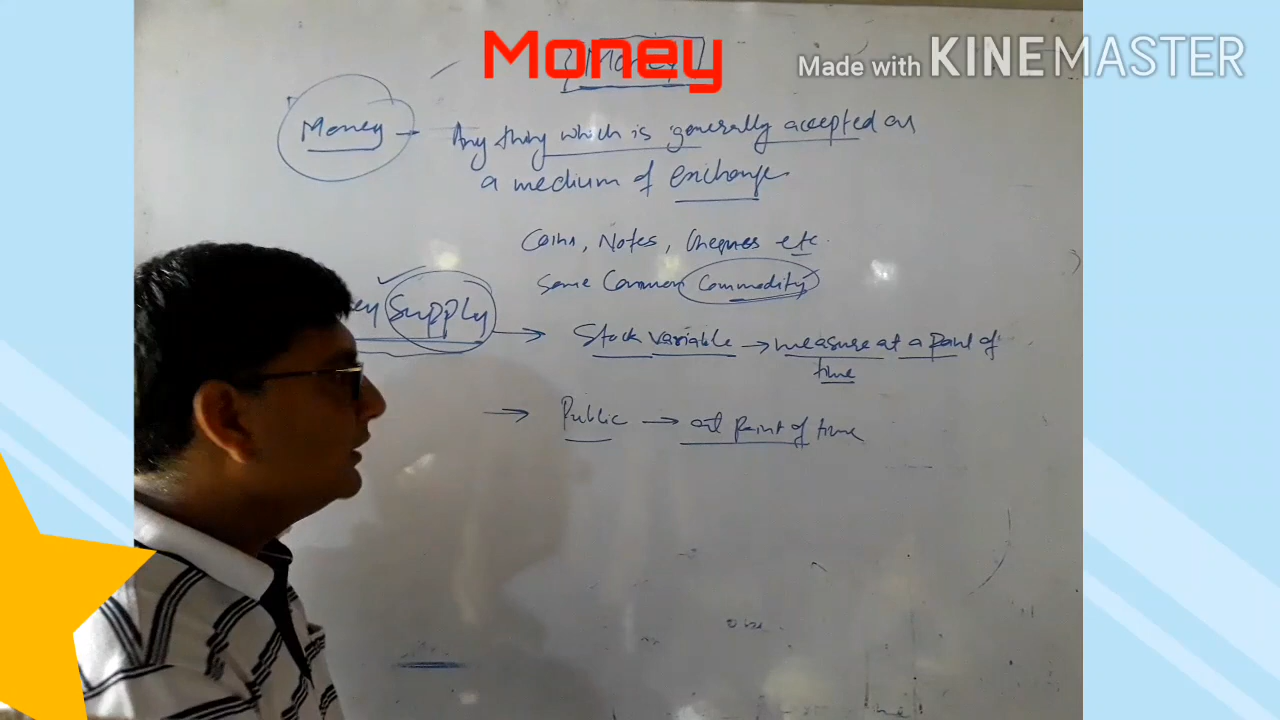 Money
Made with KINEMASTER
Money
Money → Any thing which is generally accepted as
a medium of exchange
Coins, Notes, Cheques etc.
Some Common Commodity
ey Supply → Stock variable → measure at a point of
time
→ Public → at point of time